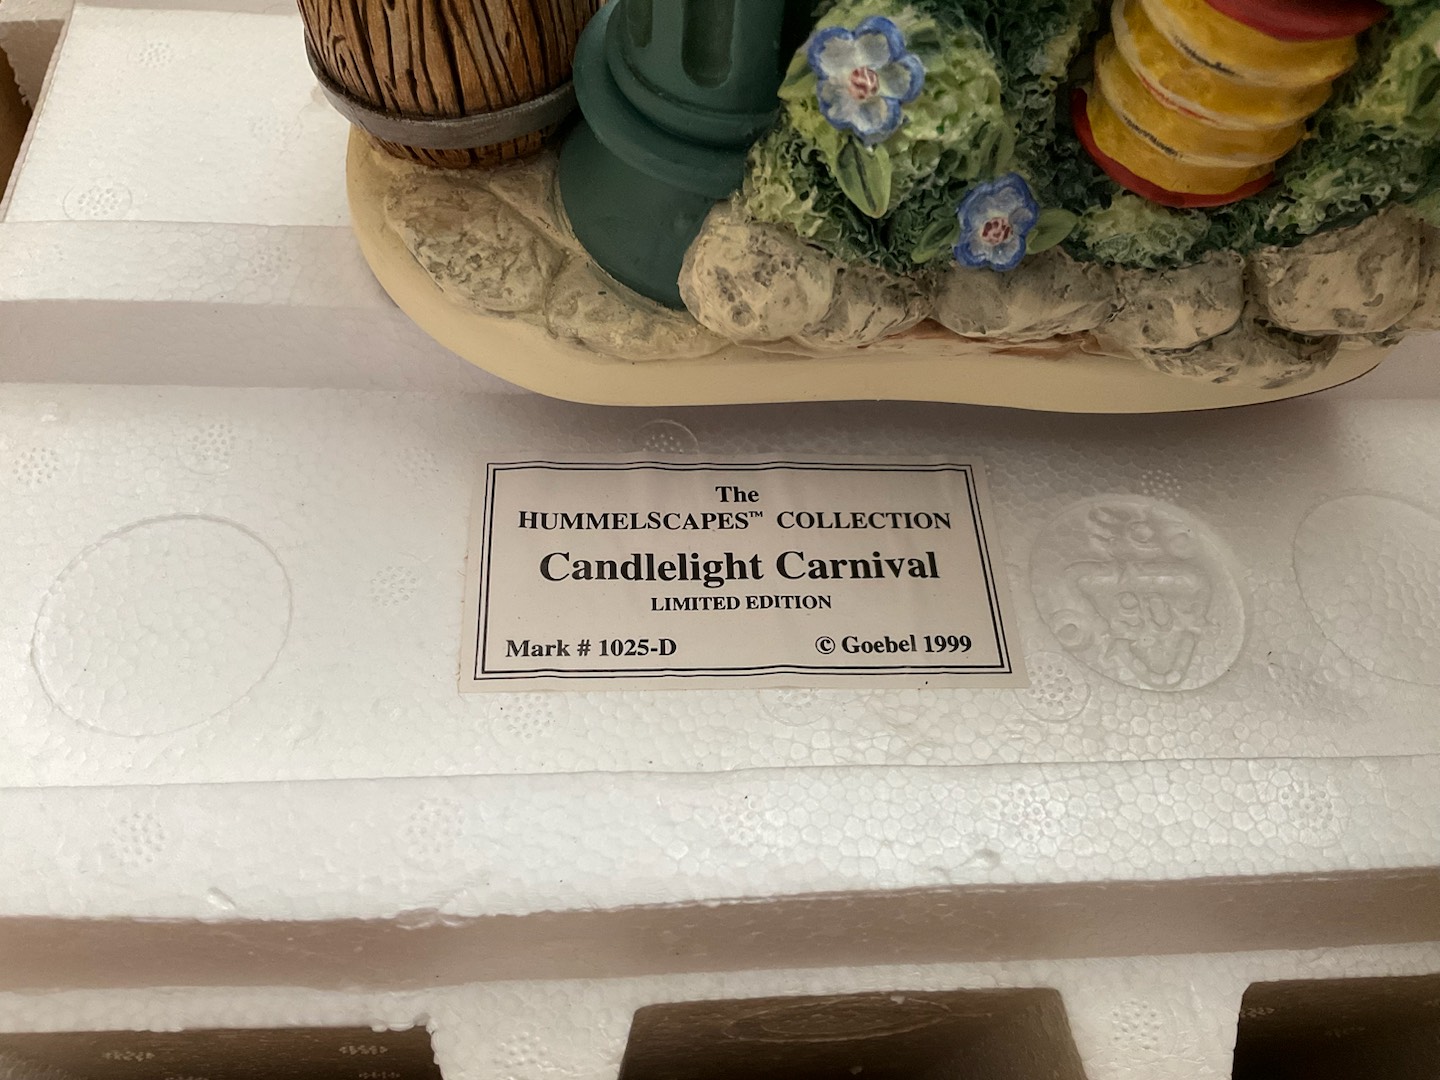 The
HUMMELSCAPES™ COLLECTION
Candlelight Carnival
LIMITED EDITION
Mark # 1025-D © Goebel 1999